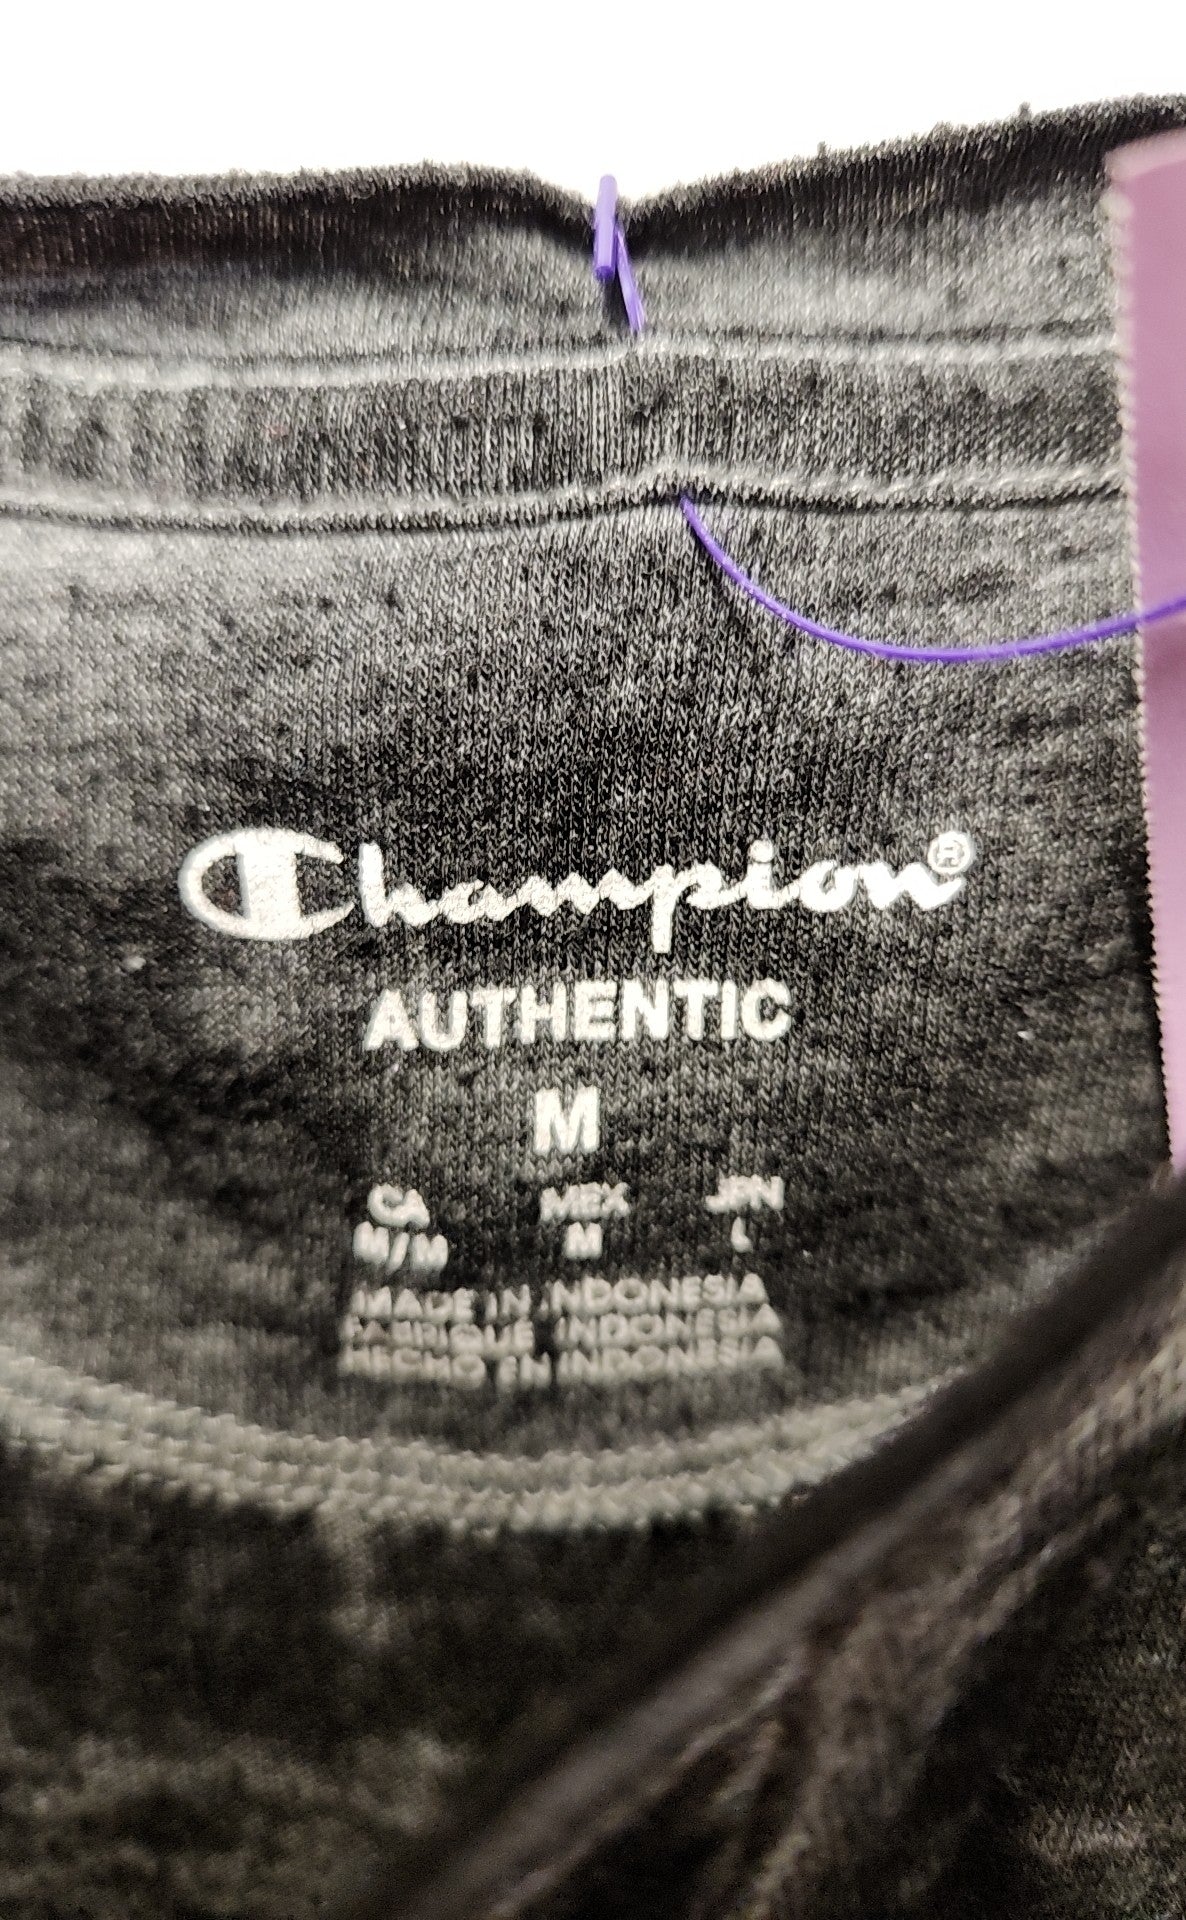 Champion®
AUTHENTIC
M
CA MEX JPN
M/M M L
MADE IN INDONESIA
FABRIQUÉ INDONESIA
HECHO EN INDONESIA